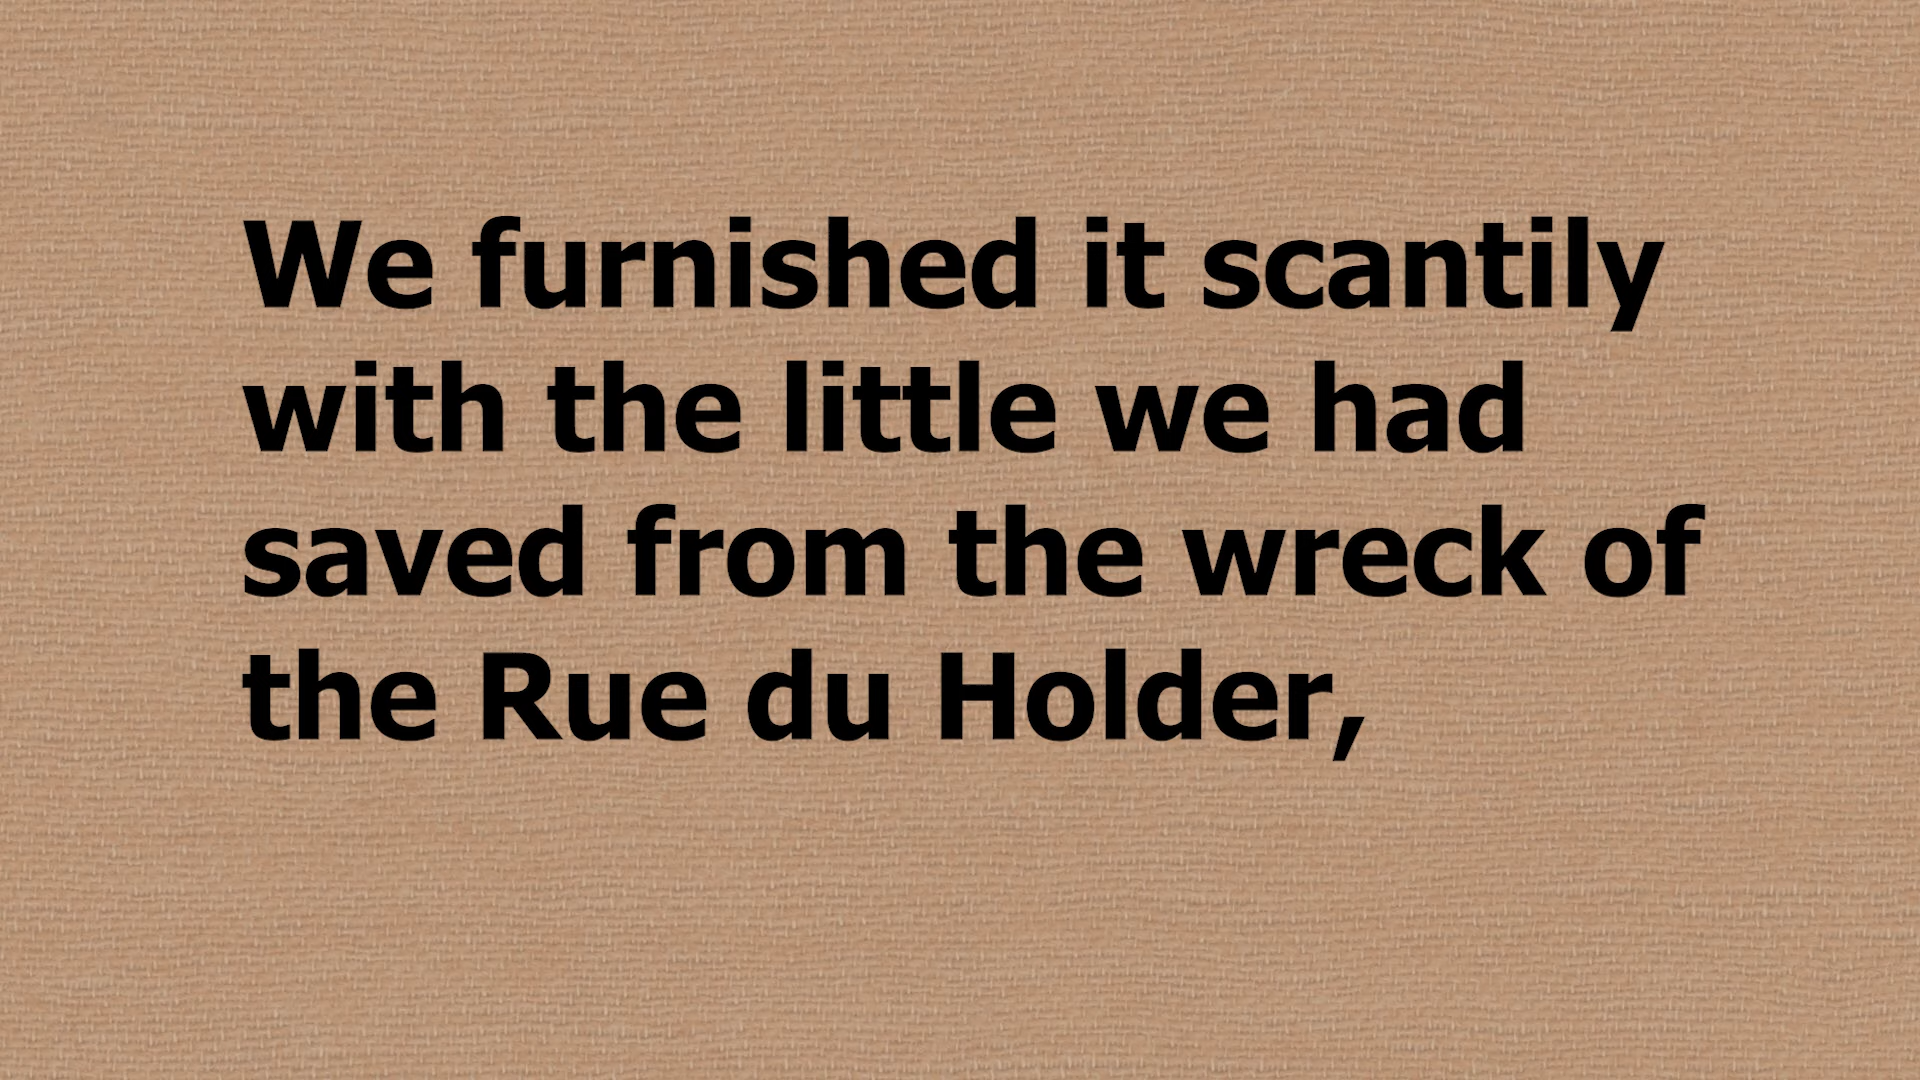 We furnished it scantily
with the little we had
saved from the wreck of
the Rue du Holder,